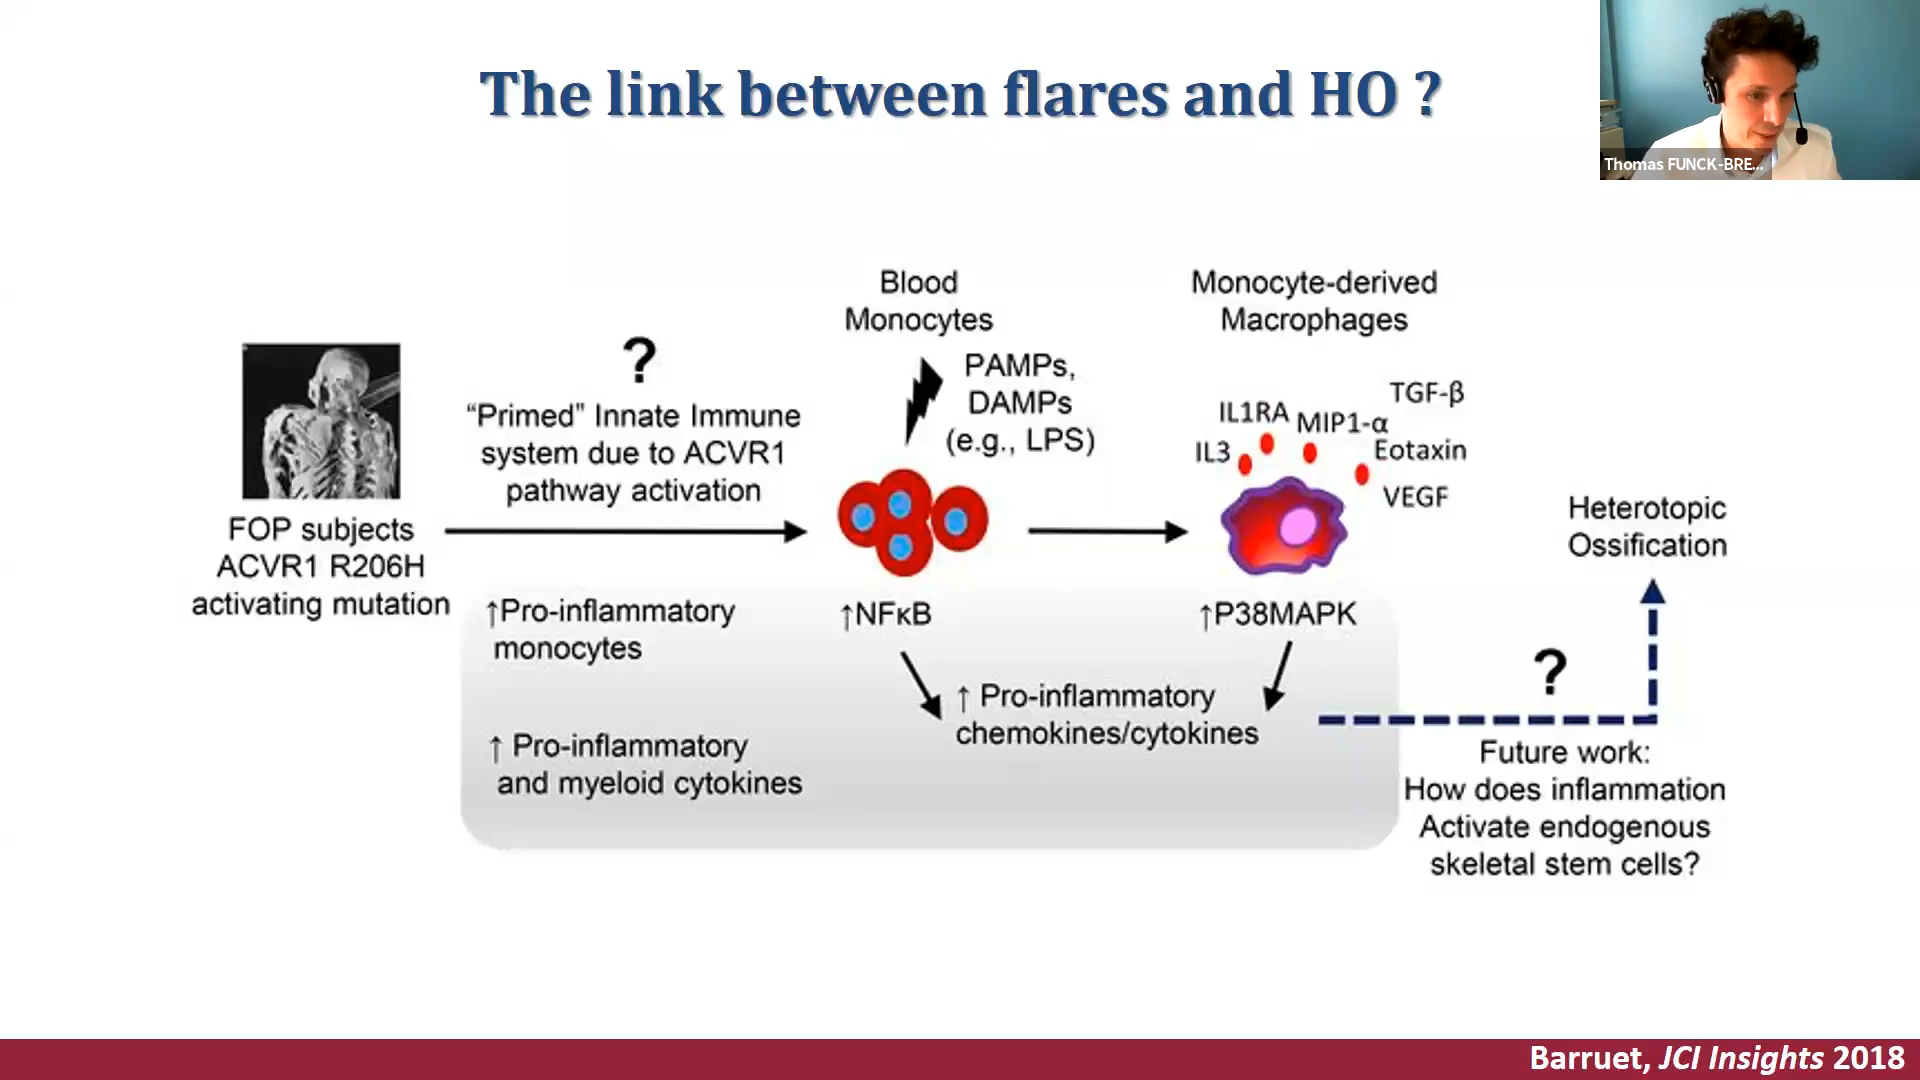 The link between flares and HO ?
Thomas FUNCK-BRE...
Blood
Monocytes
PAMPs,
DAMPs
(e.g., LPS)
Monocyte-derived
Macrophages
TGF-β
IL1RA
MIP1-α
IL3
Eotaxin
VEGF
?
“Primed” Innate Immune
system due to ACVR1
pathway activation
FOP subjects
ACVR1 R206H
activating mutation
Heterotopic
Ossification
↑Pro-inflammatory
monocytes
↑NFκB
↑P38MAPK
↑ Pro-inflammatory
chemokines/cytokines
↑ Pro-inflammatory
and myeloid cytokines
?
Future work:
How does inflammation
Activate endogenous
skeletal stem cells?
Barruet, JCI Insights 2018